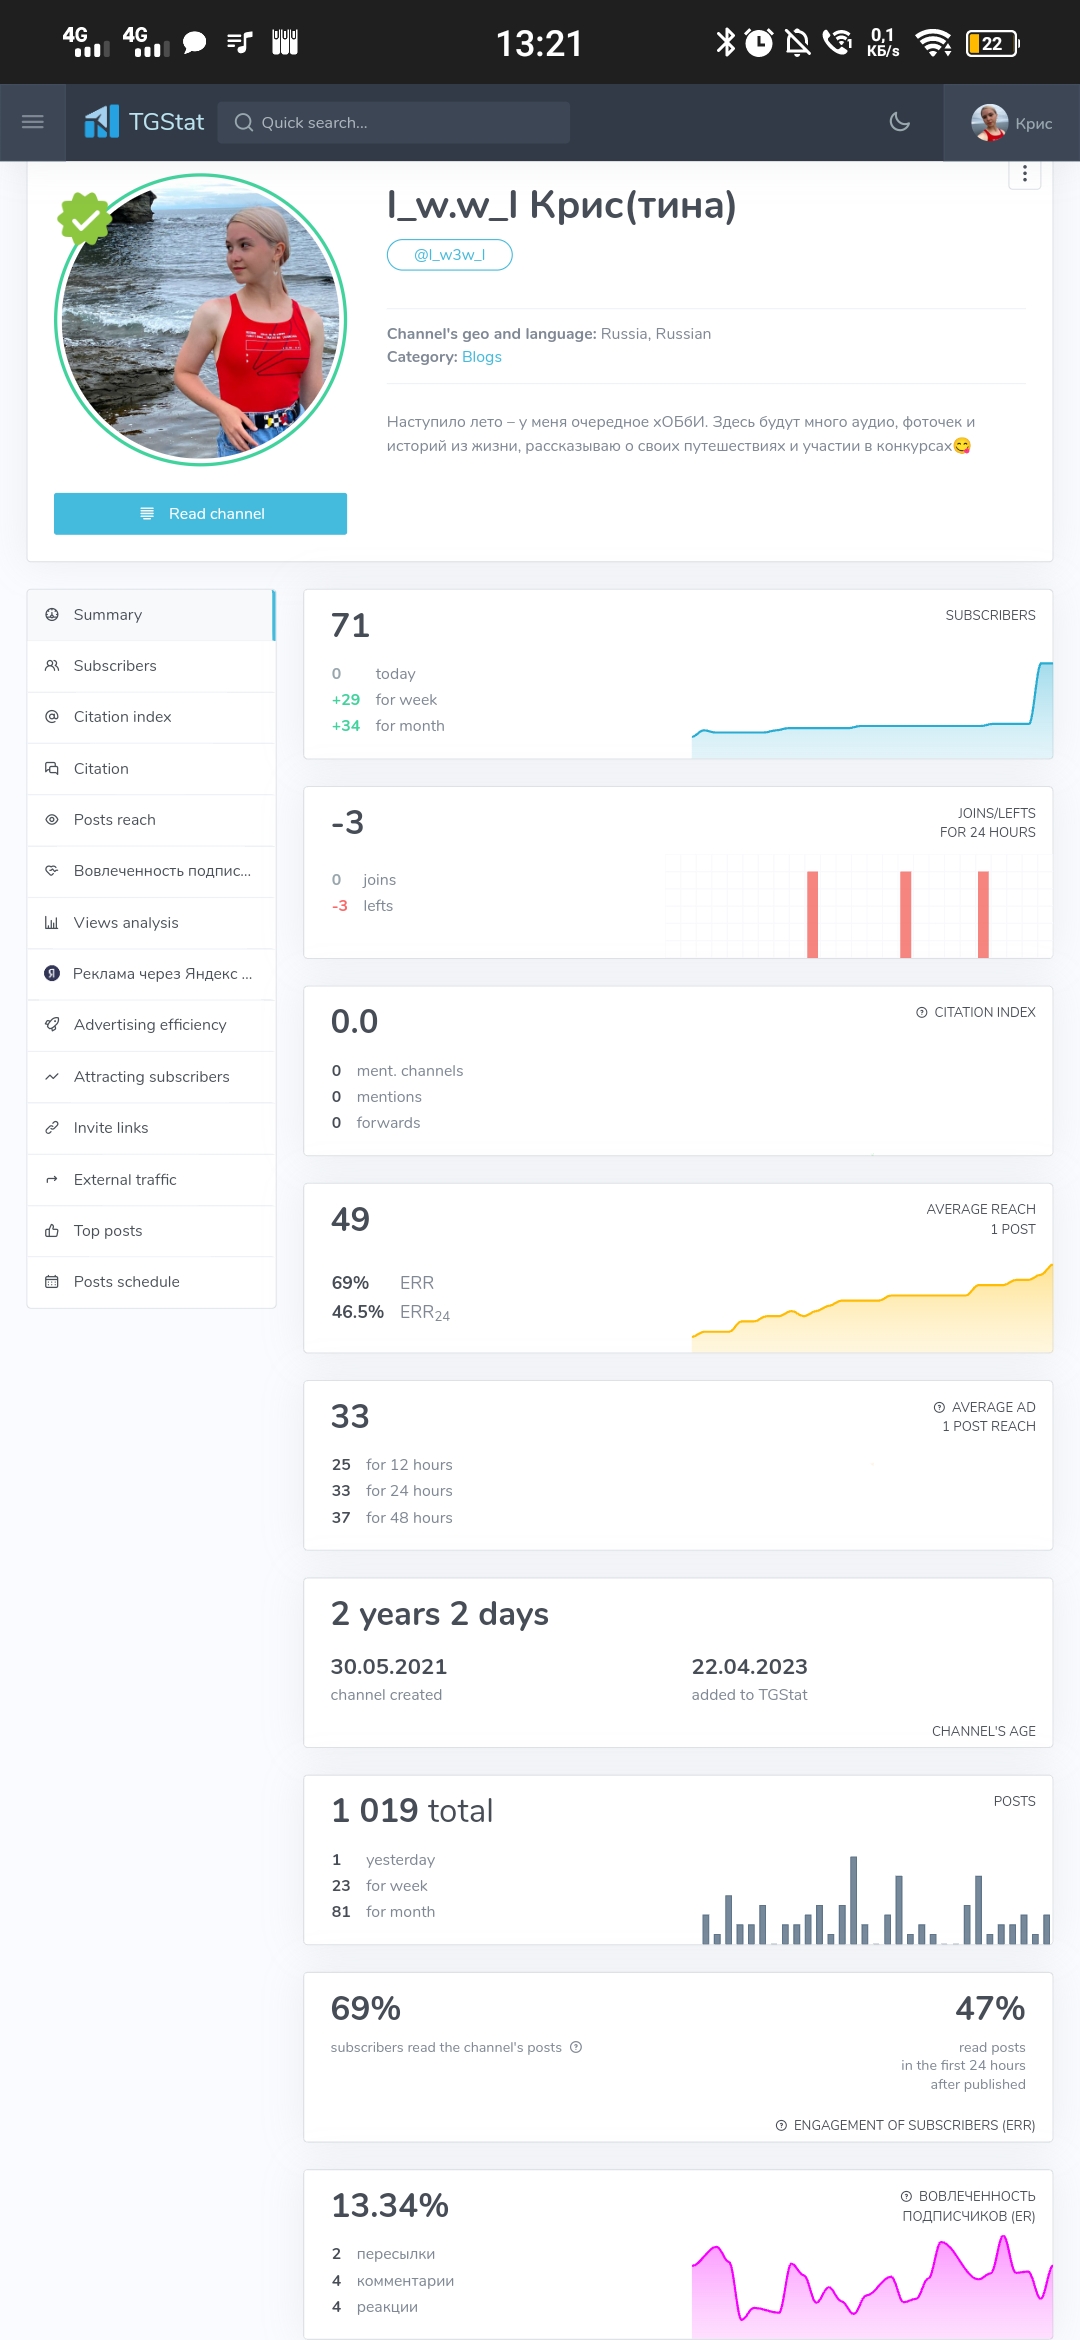 4G 4G 13:21 0,1 КБ/s 22
TGStat Quick search... Крис
l_w.w_l Крис(тина)
@l_w3w_l
Channel's geo and language: Russia, Russian
Category: Blogs
Наступило лето – у меня очередное хОБбИ. Здесь будут много аудио, фоточек и
историй из жизни, рассказываю о своих путешествиях и участии в конкурсах😋
Read channel
Summary
Subscribers
Citation index
Citation
Posts reach
Вовлеченность подпис...
Views analysis
Реклама через Яндекс ...
Advertising efficiency
Attracting subscribers
Invite links
External traffic
Top posts
Posts schedule
71 SUBSCRIBERS
0 today
+29 for week
+34 for month
-3 JOINS/LEFTS
FOR 24 HOURS
0 joins
-3 lefts
0.0 CITATION INDEX
0 ment. channels
0 mentions
0 forwards
49 AVERAGE REACH
1 POST
69% ERR
46.5% ERR24
33 AVERAGE AD
1 POST REACH
25 for 12 hours
33 for 24 hours
37 for 48 hours
2 years 2 days
30.05.2021 22.04.2023
channel created added to TGStat
CHANNEL'S AGE
1 019 total POSTS
1 yesterday
23 for week
81 for month
69% 47%
subscribers read the channel's posts read posts
in the first 24 hours
after published
ENGAGEMENT OF SUBSCRIBERS (ERR)
13.34% ВОВЛЕЧЕННОСТЬ
ПОДПИСЧИКОВ (ER)
2 пересылки
4 комментарии
4 реакции